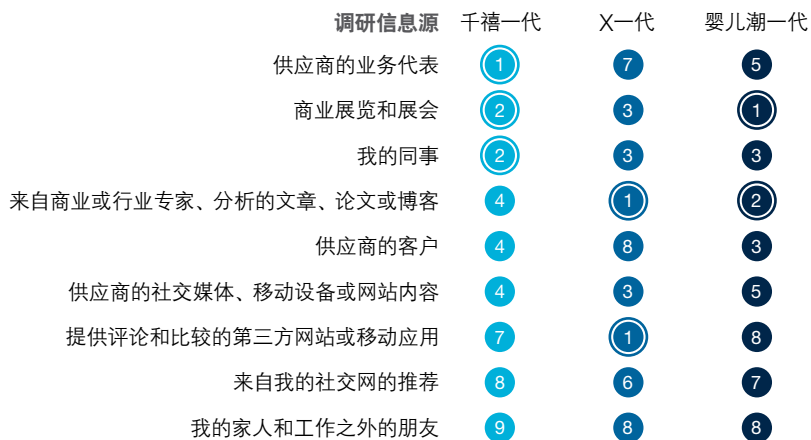 调研信息源 千禧一代 X一代 婴儿潮一代
供应商的业务代表 1 7 5
商业展览和展会 2 3 1
我的同事 2 3 3
来自商业或行业专家、分析的文章、论文或博客 4 1 2
供应商的客户 4 8 3
供应商的社交媒体、移动设备或网站内容 4 3 5
提供评论和比较的第三方网站或移动应用 7 1 8
来自我的社交网的推荐 8 6 7
我的家人和工作之外的朋友 9 8 8